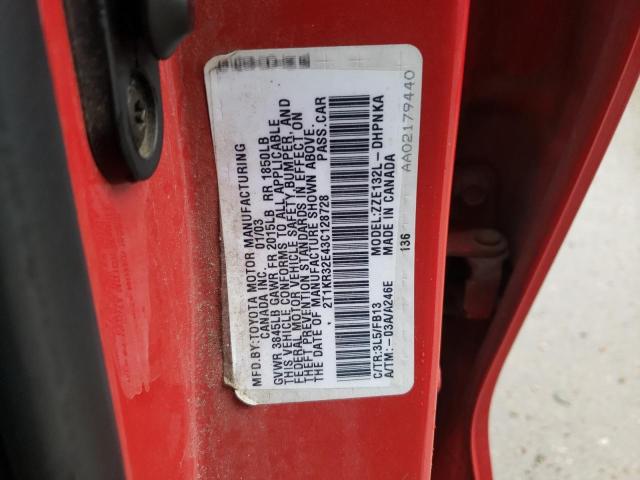 MFD.BY:TOYOTA MOTOR MANUFACTURING
CANADA INC. 01/03
GVWR 3845LB GAWR FR 2015LB RR 1850LB
THIS VEHICLE CONFORMS TO ALL APPLICABLE
FEDERAL MOTOR VEHICLE SAFETY, BUMPER, AND
THEFT PREVENTION STANDARDS IN EFFECT ON
THE DATE OF MANUFACTURE SHOWN ABOVE.
2T1KR32E43C128728 PASS.CAR
C/TR:3L5/FB13 MODEL:ZZE132L-DHPNKA
A/TM:-03A/A246E MADE IN CANADA
136 AA02179440